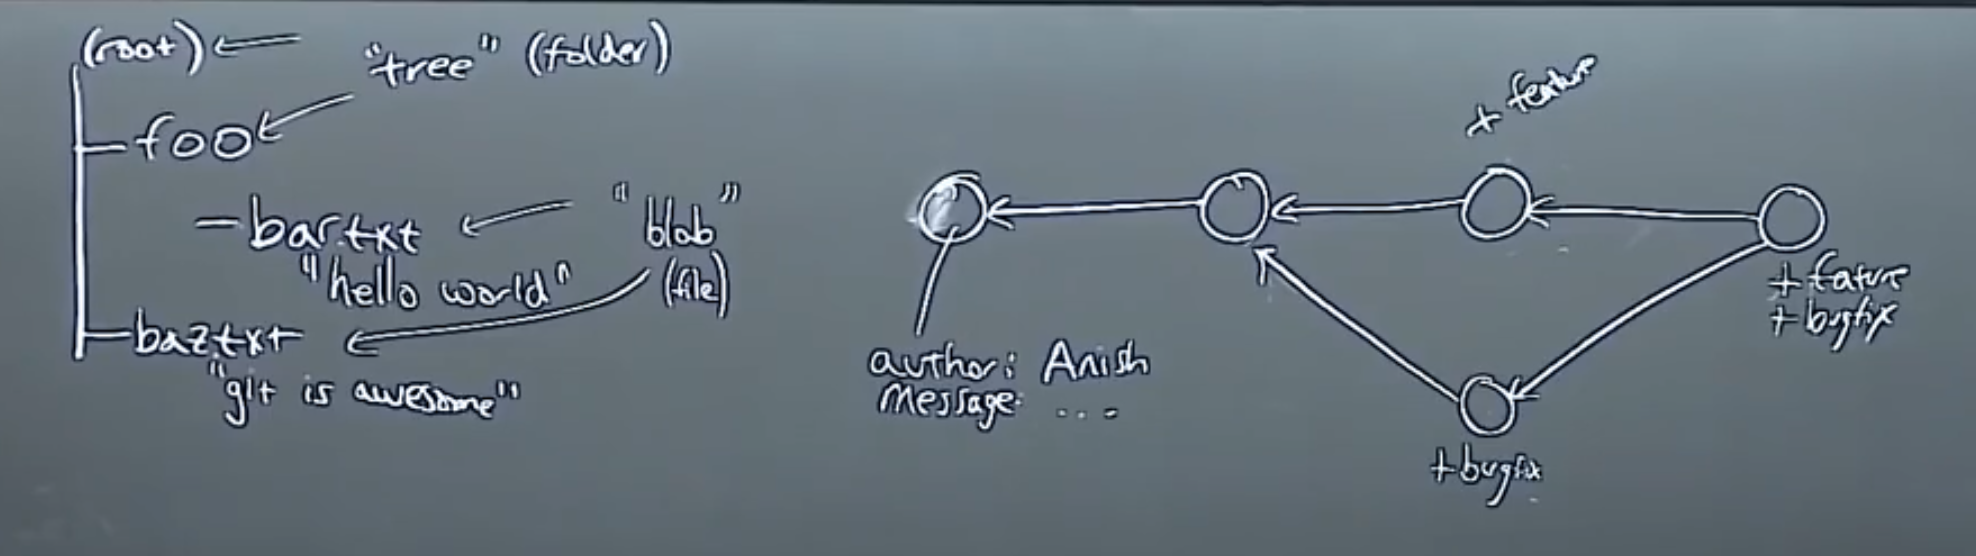 (root)
"tree" (folder)
foo
bar.txt
"hello world"
"blob"
(file)
baz.txt
"git is awesome"
+ feature
author: Anish
Message: ....
+ bugfix
+ fature
+ bugfix